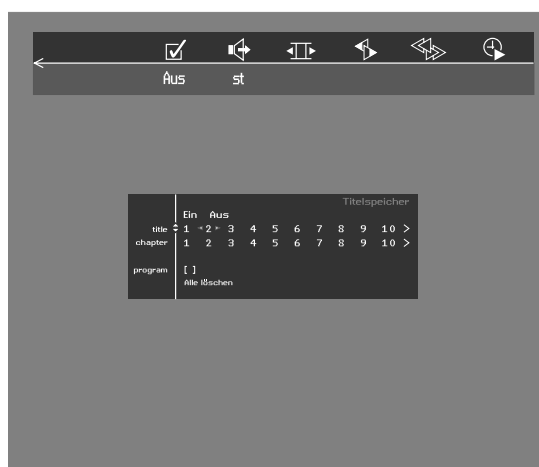 Aus st
Titelspeicher
Ein Aus
title 1 2 3 4 5 6 7 8 9 10 >
chapter 1 2 3 4 5 6 7 8 9 10 >
program [ ]
Alle löschen